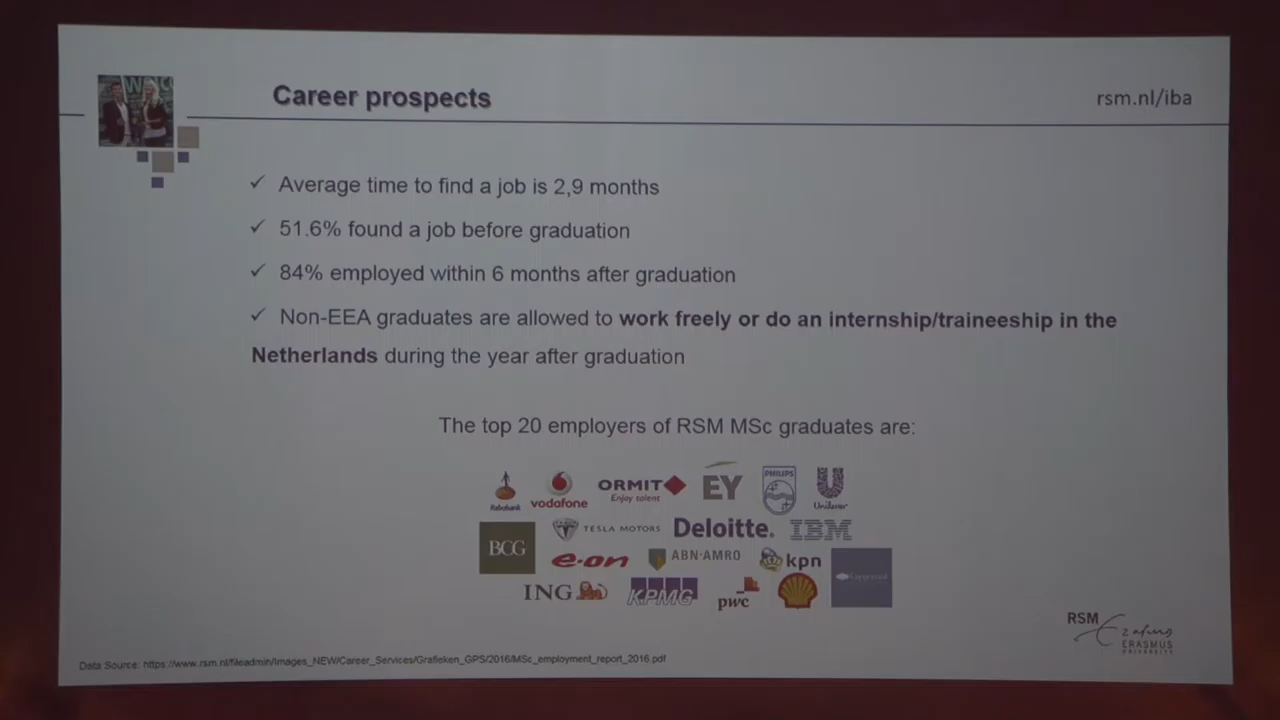 Career prospects
rsm.nl/iba
✓ Average time to find a job is 2,9 months
✓ 51.6% found a job before graduation
✓ 84% employed within 6 months after graduation
✓ Non-EEA graduates are allowed to work freely or do an internship/traineeship in the
Netherlands during the year after graduation
The top 20 employers of RSM MSc graduates are:
Rabobank
vodafone
ORMIT
Enjoy talent
EY
PHILIPS
Unilever
BCG
TESLA MOTORS
Deloitte.
IBM
e·on
ABN·AMRO
kpn
Capgemini
ING
KPMG
pwc
RSM
Erasmus
ERASMUS
UNIVERSITY
Data Source: https://www.rsm.nl/fileadmin/Images_NEW/Career_Services/Grafieken_GPS/2016/MSc_employment_report_2016.pdf